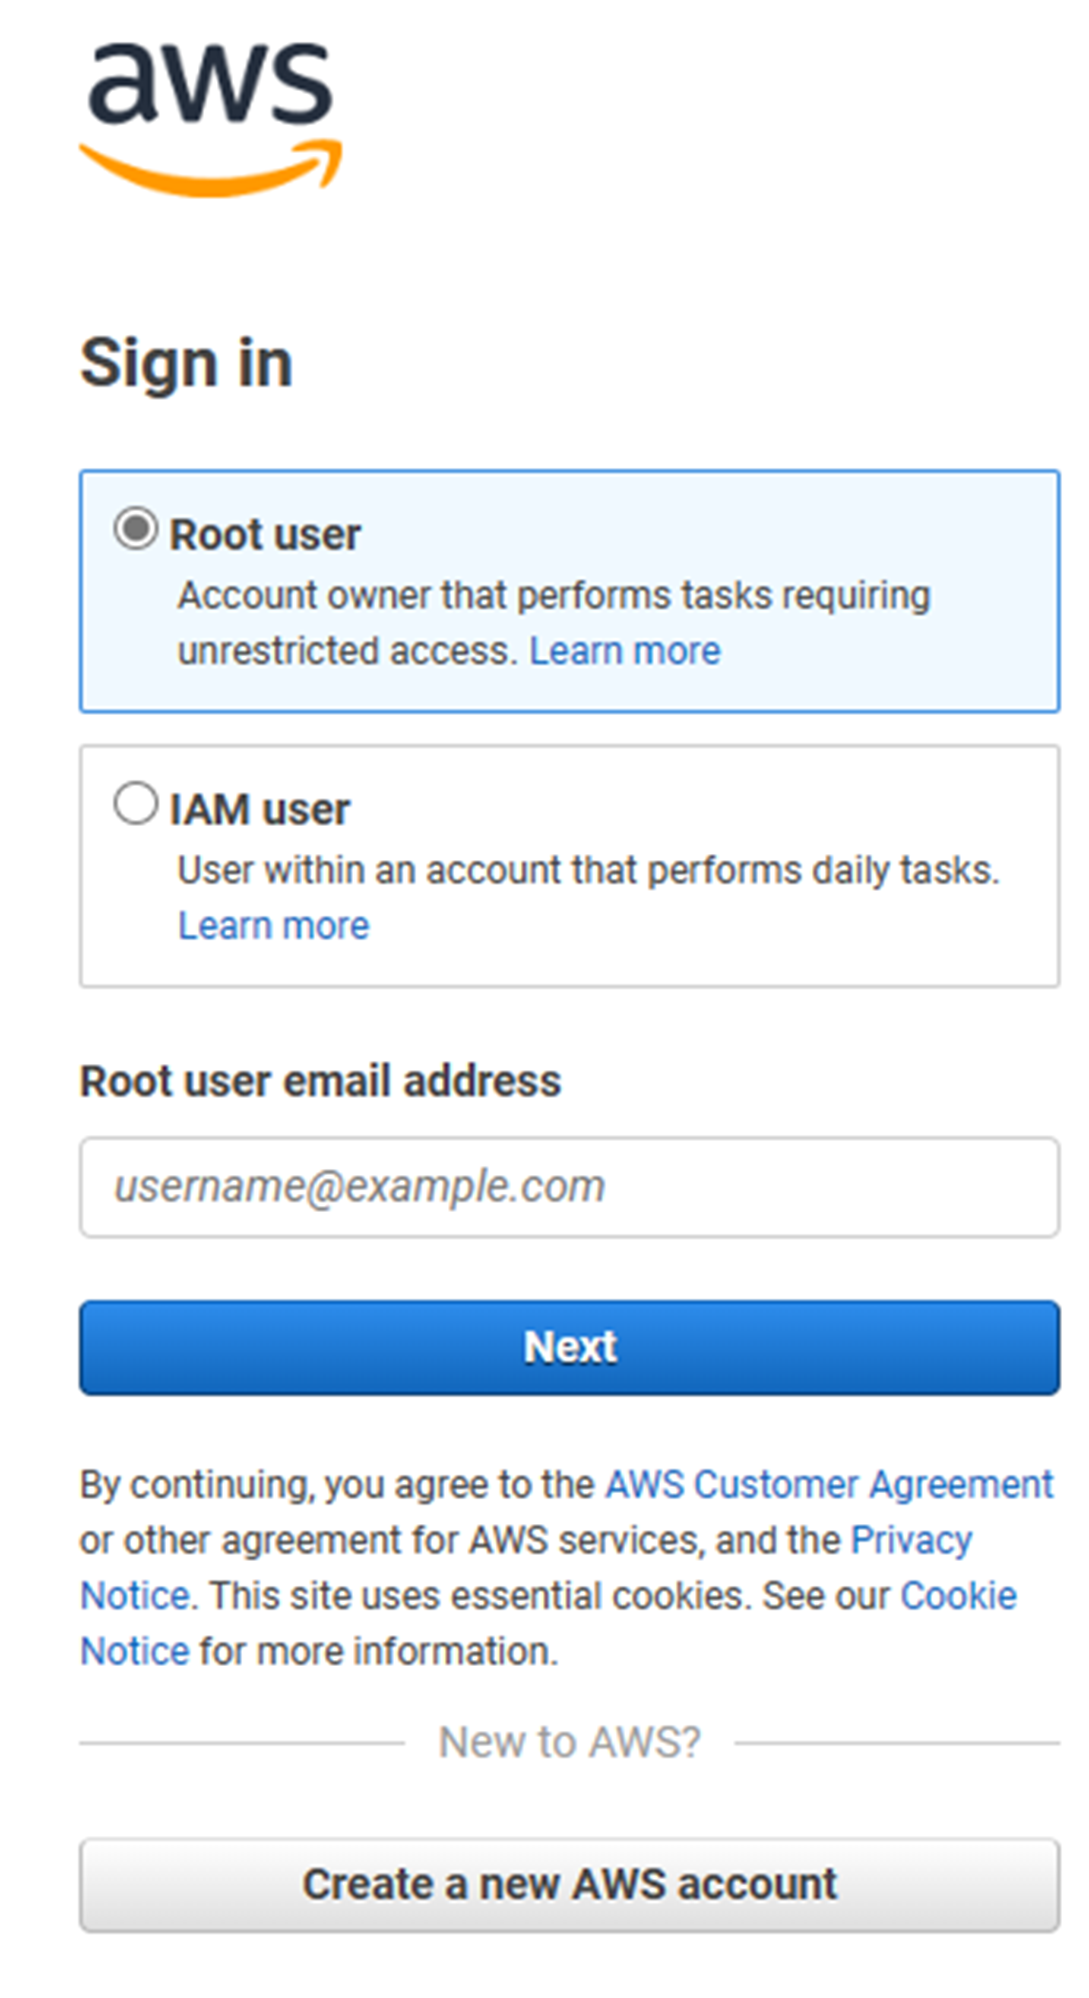 aws
Sign in
Root user
Account owner that performs tasks requiring
unrestricted access. Learn more
IAM user
User within an account that performs daily tasks.
Learn more
Root user email address
username@example.com
Next
By continuing, you agree to the AWS Customer Agreement
or other agreement for AWS services, and the Privacy
Notice. This site uses essential cookies. See our Cookie
Notice for more information.
New to AWS?
Create a new AWS account